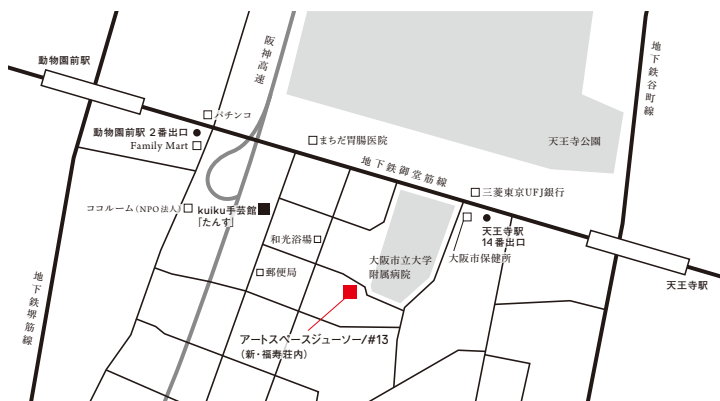 動物園前駅
阪神高速
地下鉄谷町線
パチンコ
動物園前駅 2番出口
Family Mart
まちだ胃腸医院
天王寺公園
地下鉄御堂筋線
三菱東京UFJ銀行
ココルーム(NPO法人)
kuiku手芸館
「たんす」
天王寺駅
14番出口
和光浴場
大阪市立大学
附属病院
大阪市保健所
郵便局
天王寺駅
地下鉄堺筋線
アートスペースジューソー/#13
(新・福寿荘内)